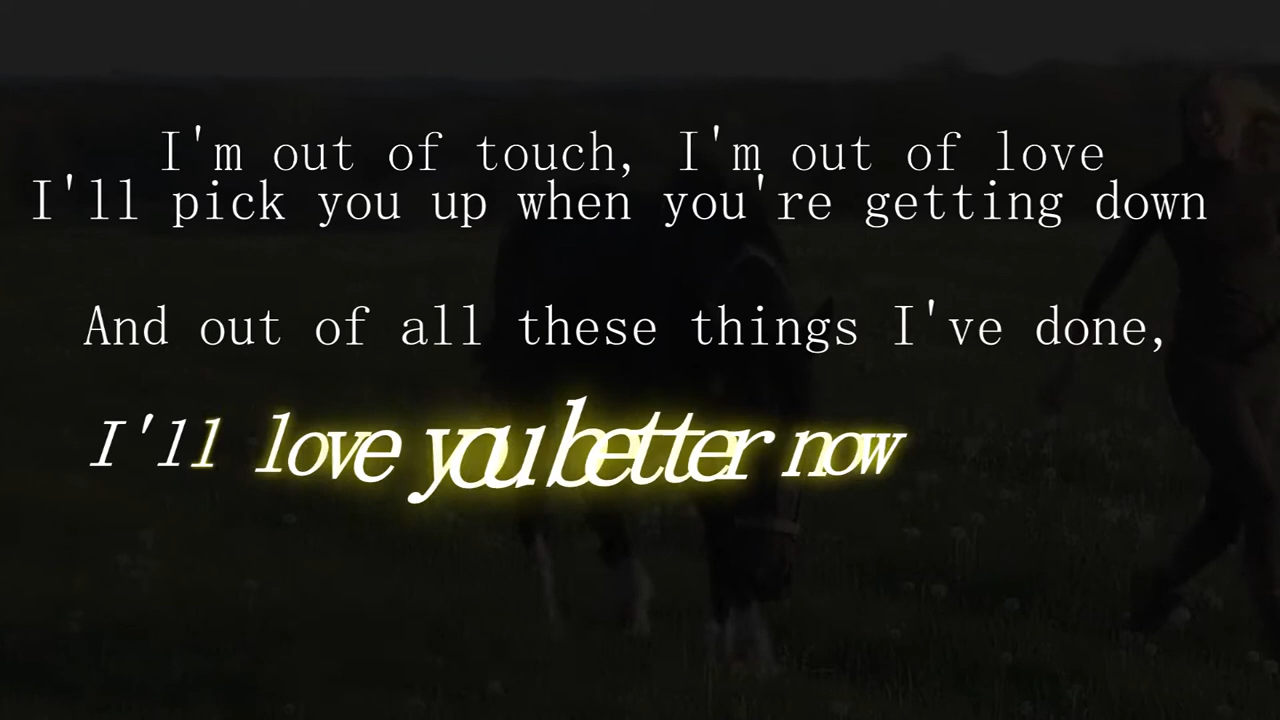 I'm out of touch, I'm out of love
I'll pick you up when you're getting down
And out of all these things I've done,
I'll love you better now